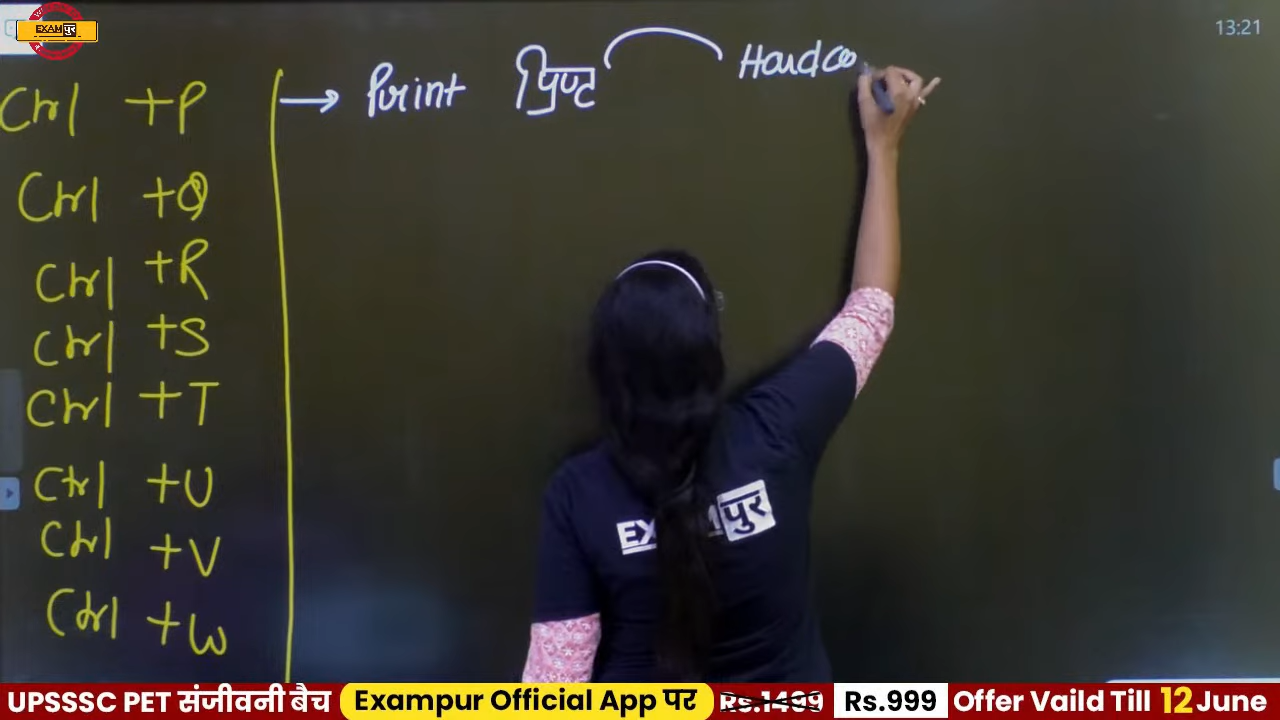 EXAMपुर
13:21
Ctrl +P → Print प्रिण्ट Hardco
Ctrl +Q
Ctrl +R
Ctrl +S
Ctrl +T
Ctrl +U
Ctrl +V
Ctrl +W
EXAMपुर
UPSSSC PET संजीवनी बैच Exampur Official App पर Rs.1499 Rs.999 Offer Vaild Till 12 June